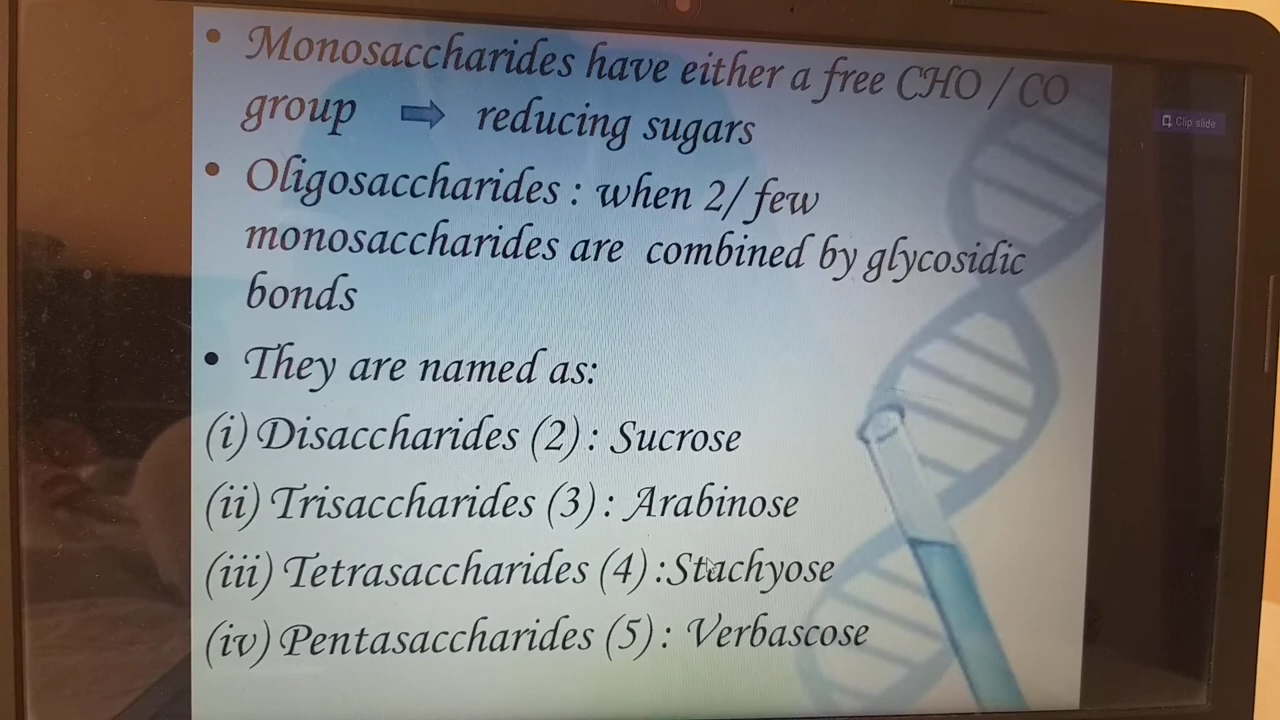 • Monosaccharides have either a free CHO / CO
group ➡ reducing sugars
• Oligosaccharides : when 2/ few
monosaccharides are combined by glycosidic
bonds
• They are named as:
(i) Disaccharides (2) : Sucrose
(ii) Trisaccharides (3) : Arabinose
(iii) Tetrasaccharides (4) :Stachyose
(iv) Pentasaccharides (5) : Verbascose
Clip slide